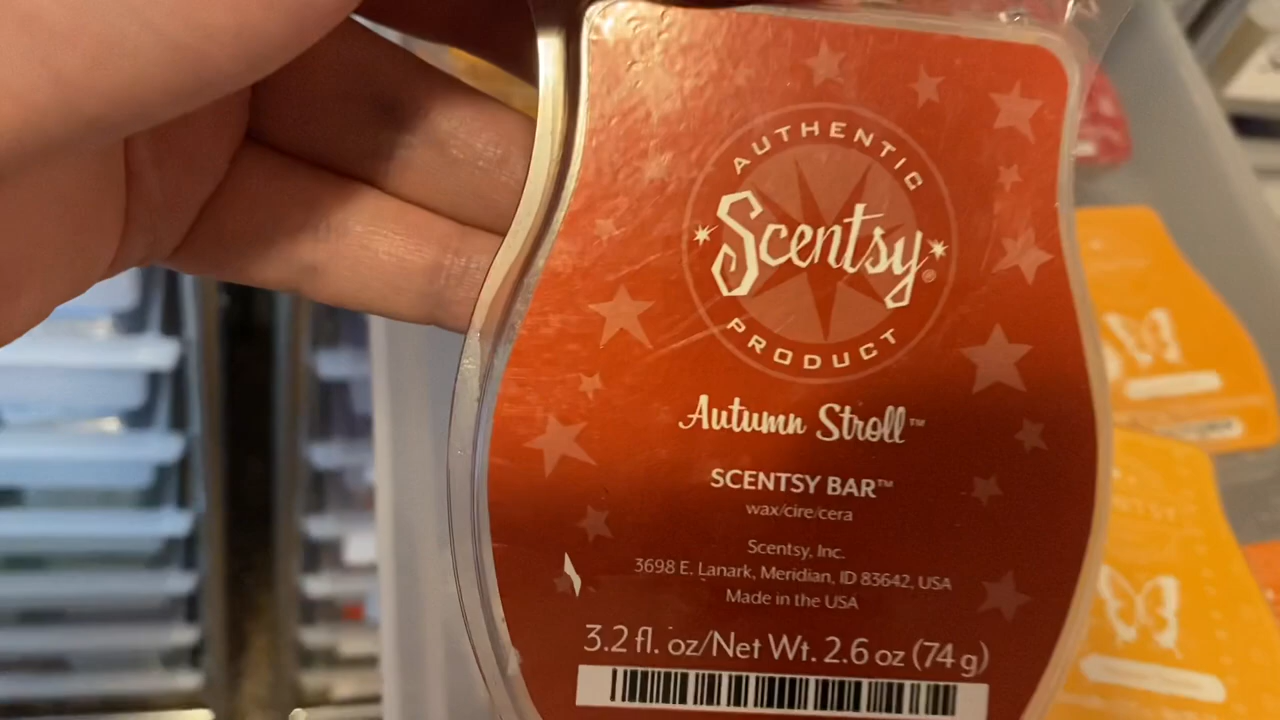 AUTHENTIC
Scentsy®
PRODUCT
Autumn Stroll™
SCENTSY BAR™
wax/cire/cera
Scentsy, Inc.
3698 E. Lanark, Meridian, ID 83642, USA
Made in the USA
3.2 fl. oz/Net Wt. 2.6 oz (74 g)